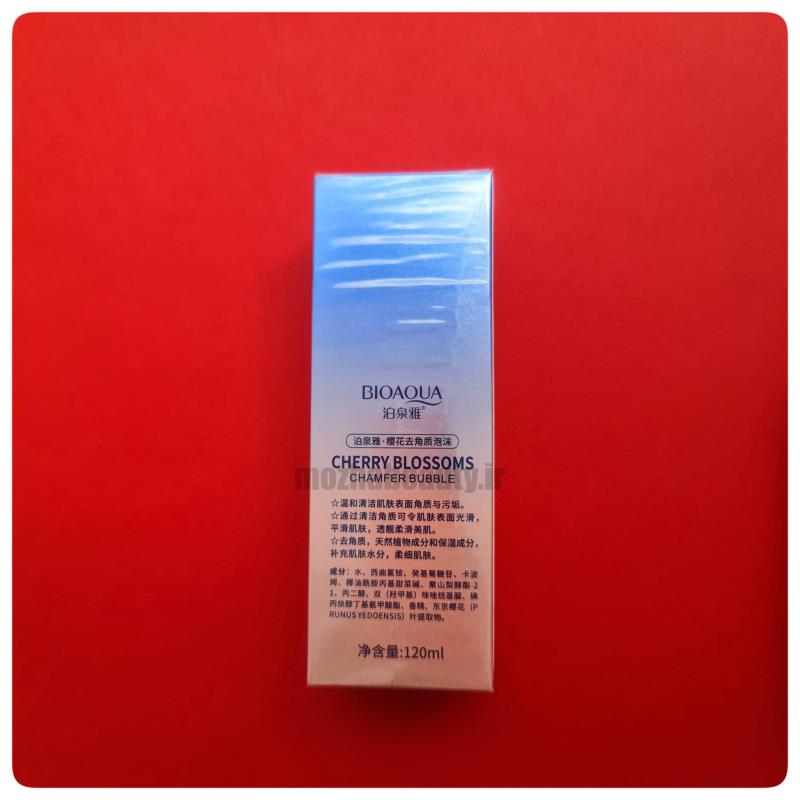 BIOAQUA
泊泉雅®
泊泉雅·樱花去角质泡沫
CHERRY BLOSSOMS
CHAMFER BUBBLE
mozhabeauty.ir
☆温和清洁肌肤表面角质与污垢。
☆通过清洁角质可令肌肤表面光滑，
平滑肌肤，透靓柔滑美肌。
☆去角质，天然植物成分和保湿成分，
补充肌肤水分，柔细肌肤。
成分：水、西曲氯铵、癸基葡糖苷、卡波
姆、椰油酰胺丙基甜菜碱、聚山梨醇酯-2
1、丙二醇、双（羟甲基）咪唑烷基脲、碘
丙炔醇丁基氨甲酸酯、香精、东京樱花（P
RUNUS YEDOENSIS）叶提取物。
净含量:120ml